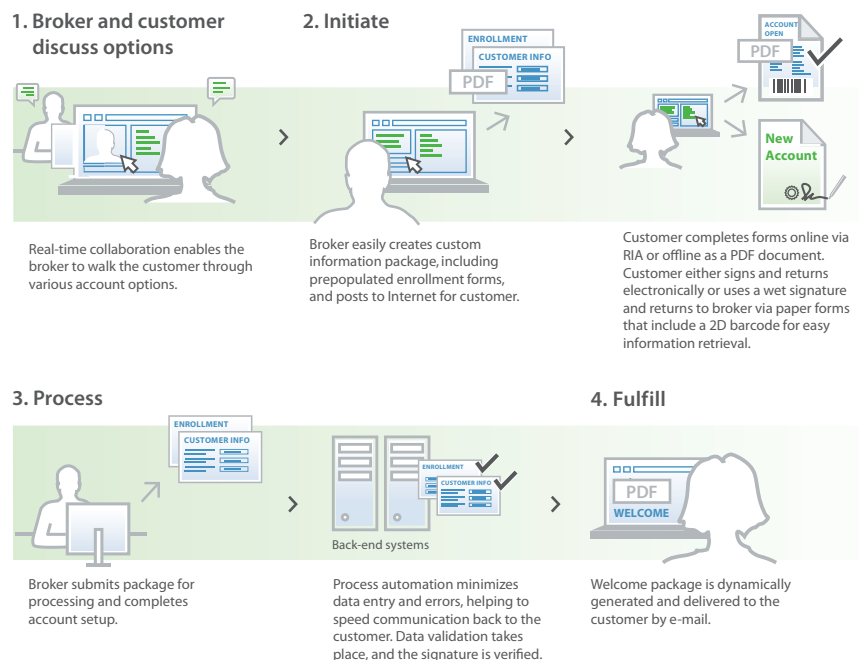 1. Broker and customer
discuss options
2. Initiate
ENROLLMENT
CUSTOMER INFO
PDF
ACCOUNT
OPEN
PDF
New
Account
Real-time collaboration enables the
broker to walk the customer through
various account options.
Broker easily creates custom
information package, including
prepopulated enrollment forms,
and posts to Internet for customer.
Customer completes forms online via
RIA or offline as a PDF document.
Customer either signs and returns
electronically or uses a wet signature
and returns to broker via paper forms
that include a 2D barcode for easy
information retrieval.
3. Process
4. Fulfill
ENROLLMENT
CUSTOMER INFO
ENROLLMENT
CUSTOMER INFO
Back-end systems
PDF
WELCOME
Broker submits package for
processing and completes
account setup.
Process automation minimizes
data entry and errors, helping to
speed communication back to the
customer. Data validation takes
place, and the signature is verified.
Welcome package is dynamically
generated and delivered to the
customer by e-mail.